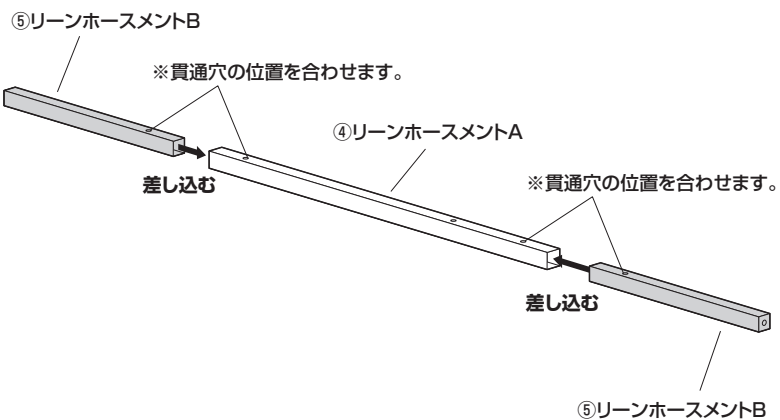 ⑤リーンホースメントB
※貫通穴の位置を合わせます。
④リーンホースメントA
差し込む
※貫通穴の位置を合わせます。
差し込む
⑤リーンホースメントB